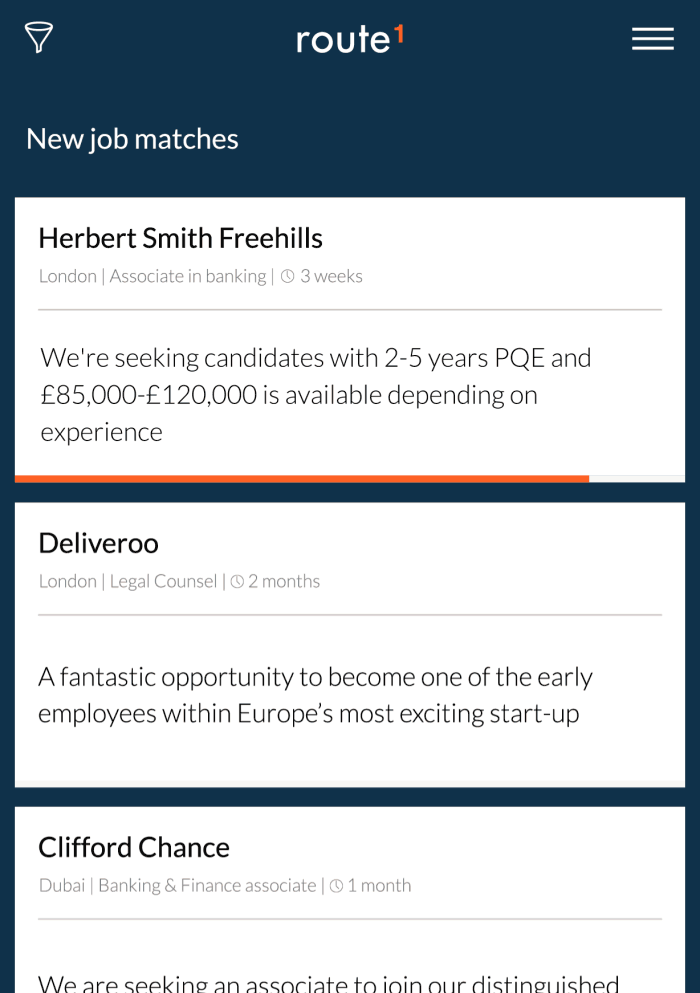 route1
New job matches
Herbert Smith Freehills
London | Associate in banking | 3 weeks
We're seeking candidates with 2-5 years PQE and
£85,000-£120,000 is available depending on
experience
Deliveroo
London | Legal Counsel | 2 months
A fantastic opportunity to become one of the early
employees within Europe’s most exciting start-up
Clifford Chance
Dubai | Banking & Finance associate | 1 month
We are seeking an associate to join our distinguished